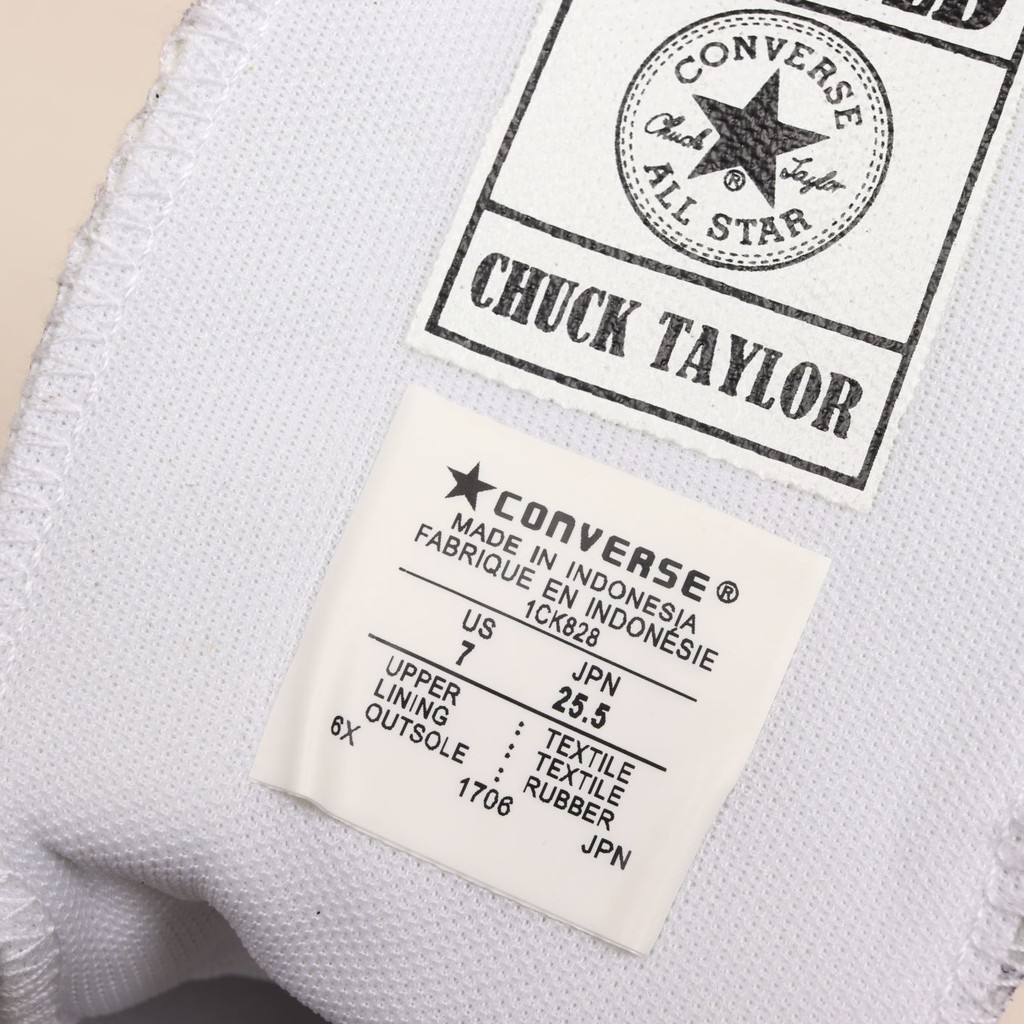 CONVERSE
Chuck Taylor
®
ALL STAR
CHUCK TAYLOR
CONVERSE®
MADE IN INDONESIA
FABRIQUE EN INDONÉSIE
1CK828
US JPN
7 25.5
UPPER : TEXTILE
LINING : TEXTILE
OUTSOLE : RUBBER
6X 1706 JPN